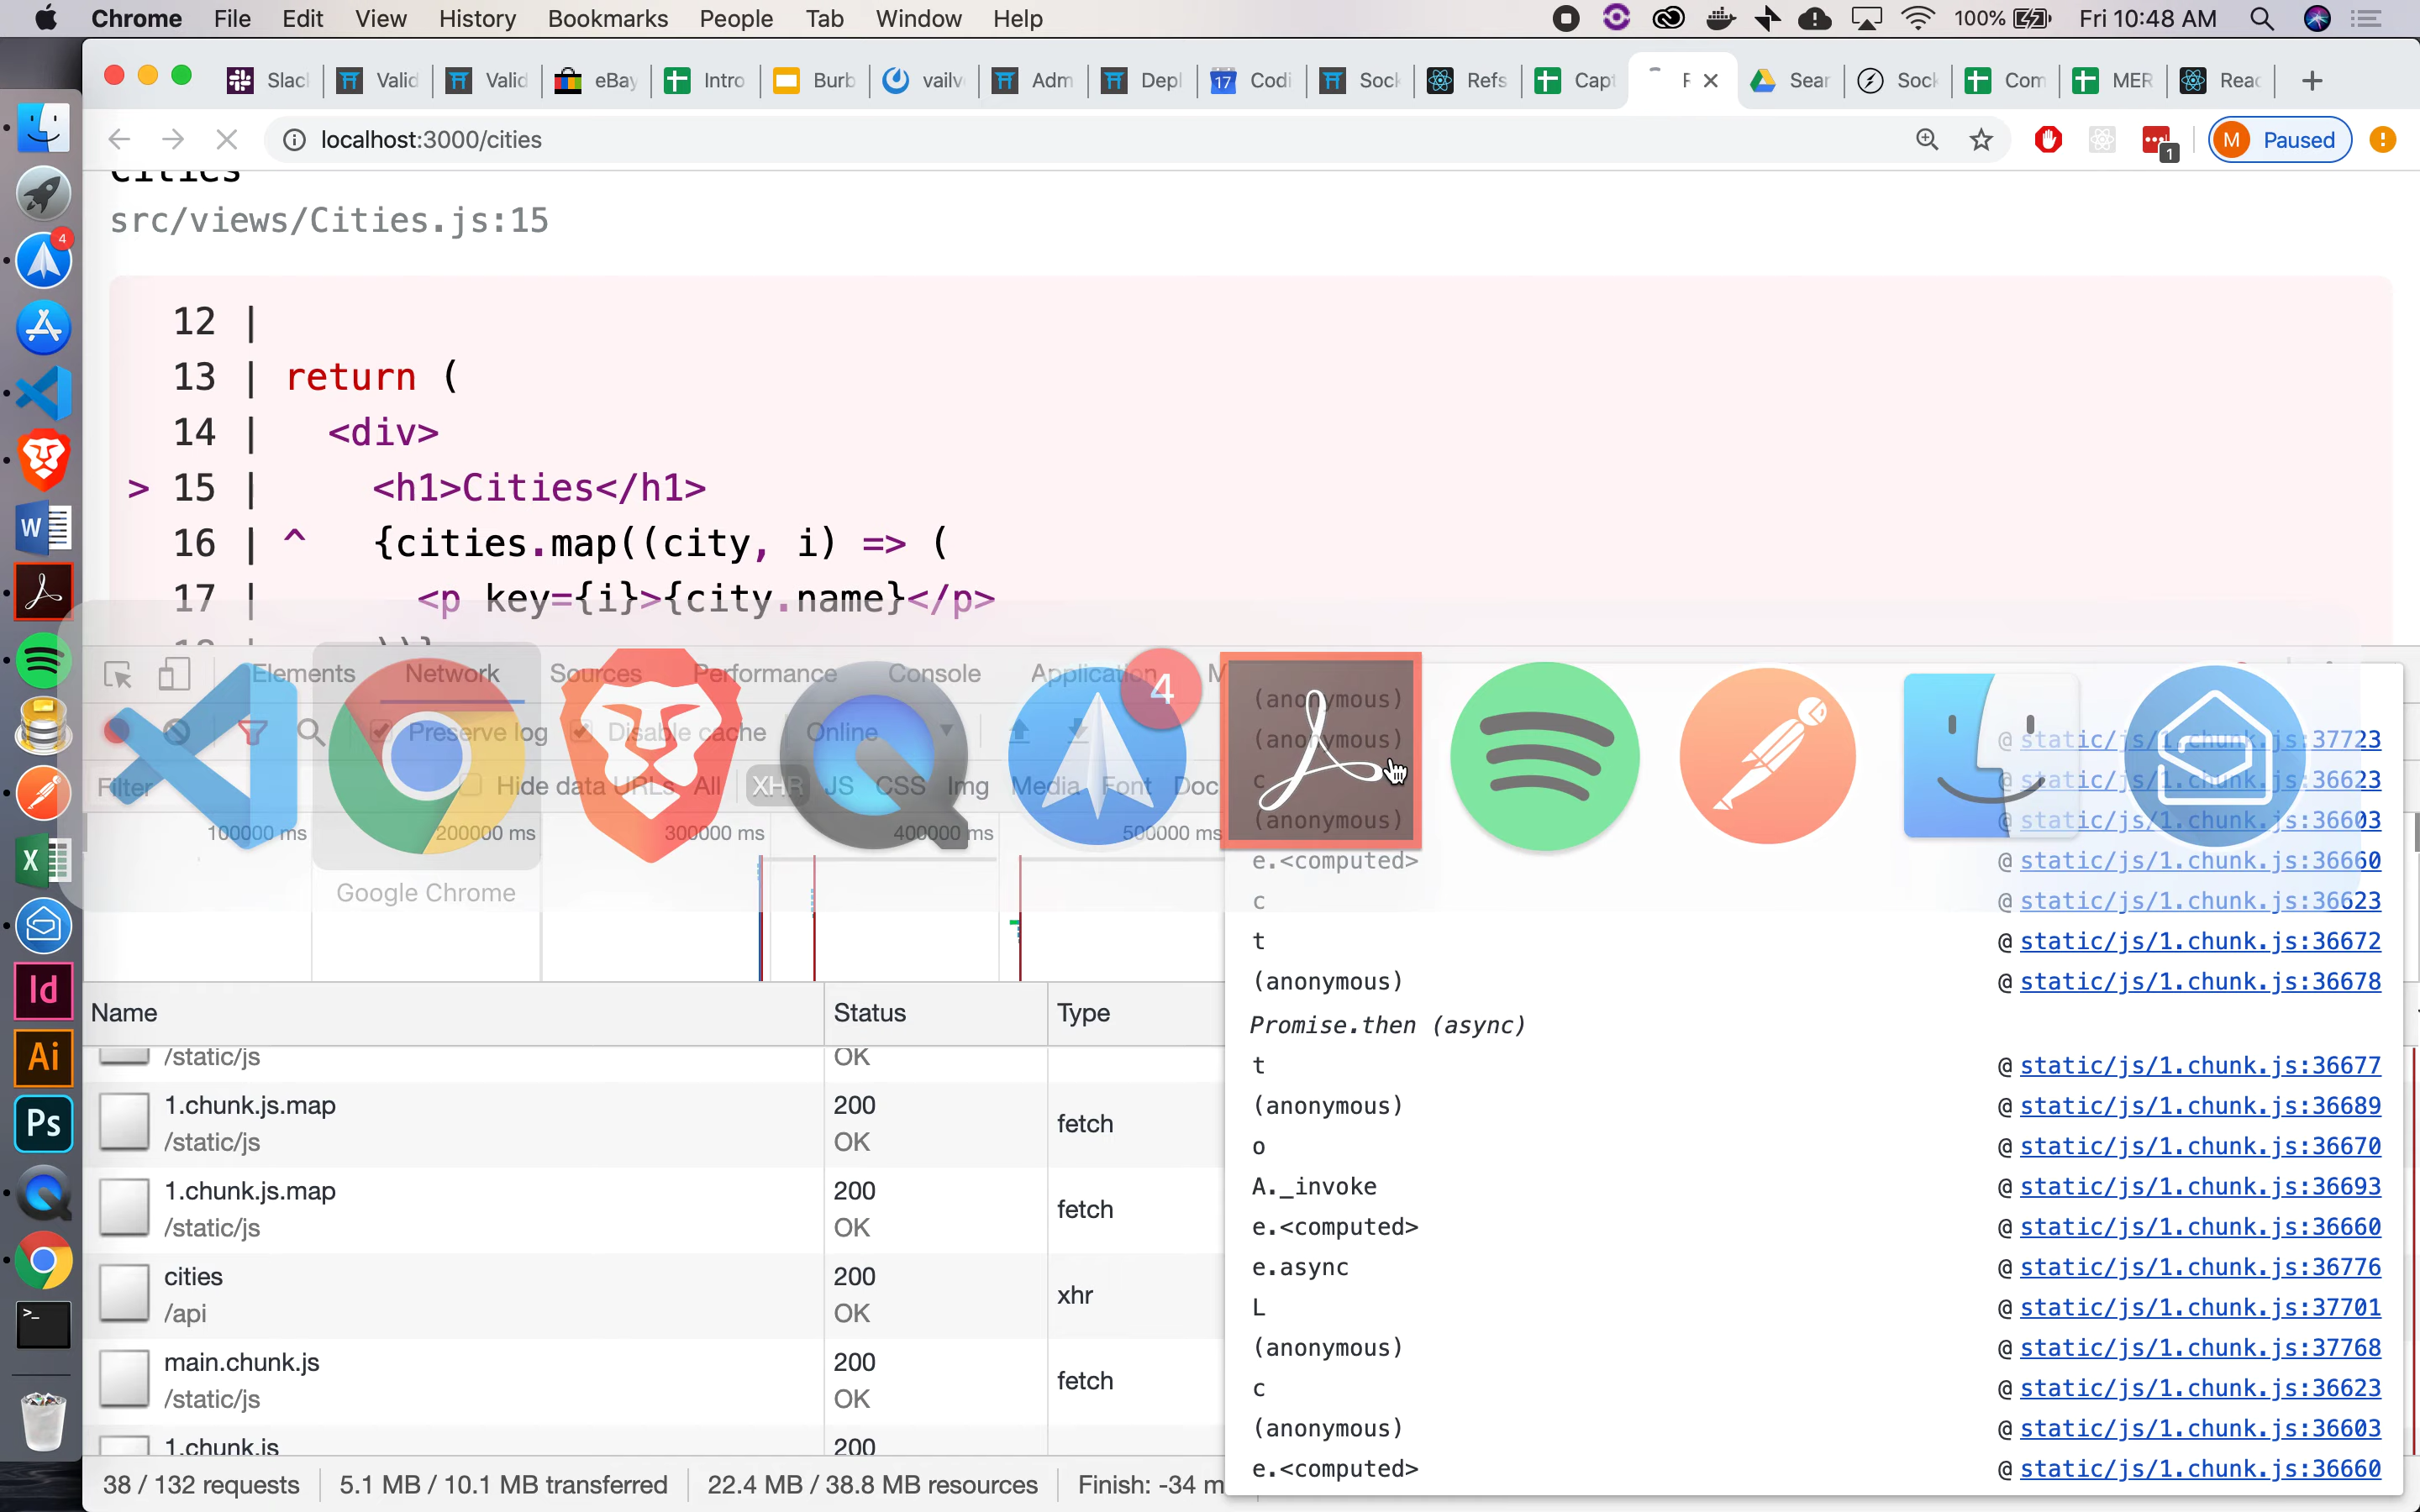 Chrome File Edit View History Bookmarks People Tab Window Help 100% Fri 10:48 AM
Slac Valid Valid eBay Intro Burb vailv Adm Depl 17 Codi Sock Refs Capt Sear Sock Com MER Reac
localhost:3000/cities 1 M Paused
Cities
src/views/Cities.js:15
12 |
13 | return (
14 | <div>
> 15 | <h1>Cities</h1>
16 | ^ {cities.map((city, i) => (
17 | <p key={i}>{city.name}</p>
Elements Network Sources Performance Console Application
Preserve log Disable cache Online
Filter Hide data URLs All XHR JS CSS Img Media Font Doc
100000 ms 200000 ms 300000 ms 400000 ms 500000 ms
4
4
Google Chrome
W
X
Id
Ai
Ps
>_
Name Status Type
/static/js OK
1.chunk.js.map 200
/static/js OK fetch
1.chunk.js.map 200
/static/js OK fetch
cities 200
/api OK xhr
main.chunk.js 200
/static/js OK fetch
1.chunk.js 200
38 / 132 requests 5.1 MB / 10.1 MB transferred 22.4 MB / 38.8 MB resources Finish: -34 m
(anonymous)
(anonymous) @ static/js/1.chunk.js:37723
c @ static/js/1.chunk.js:36623
(anonymous) @ static/js/1.chunk.js:36603
e.<computed> @ static/js/1.chunk.js:36660
c @ static/js/1.chunk.js:36623
t @ static/js/1.chunk.js:36672
(anonymous) @ static/js/1.chunk.js:36678
Promise.then (async)
t @ static/js/1.chunk.js:36677
(anonymous) @ static/js/1.chunk.js:36689
o @ static/js/1.chunk.js:36670
A._invoke @ static/js/1.chunk.js:36693
e.<computed> @ static/js/1.chunk.js:36660
e.async @ static/js/1.chunk.js:36776
L @ static/js/1.chunk.js:37701
(anonymous) @ static/js/1.chunk.js:37768
c @ static/js/1.chunk.js:36623
(anonymous) @ static/js/1.chunk.js:36603
e.<computed> @ static/js/1.chunk.js:36660